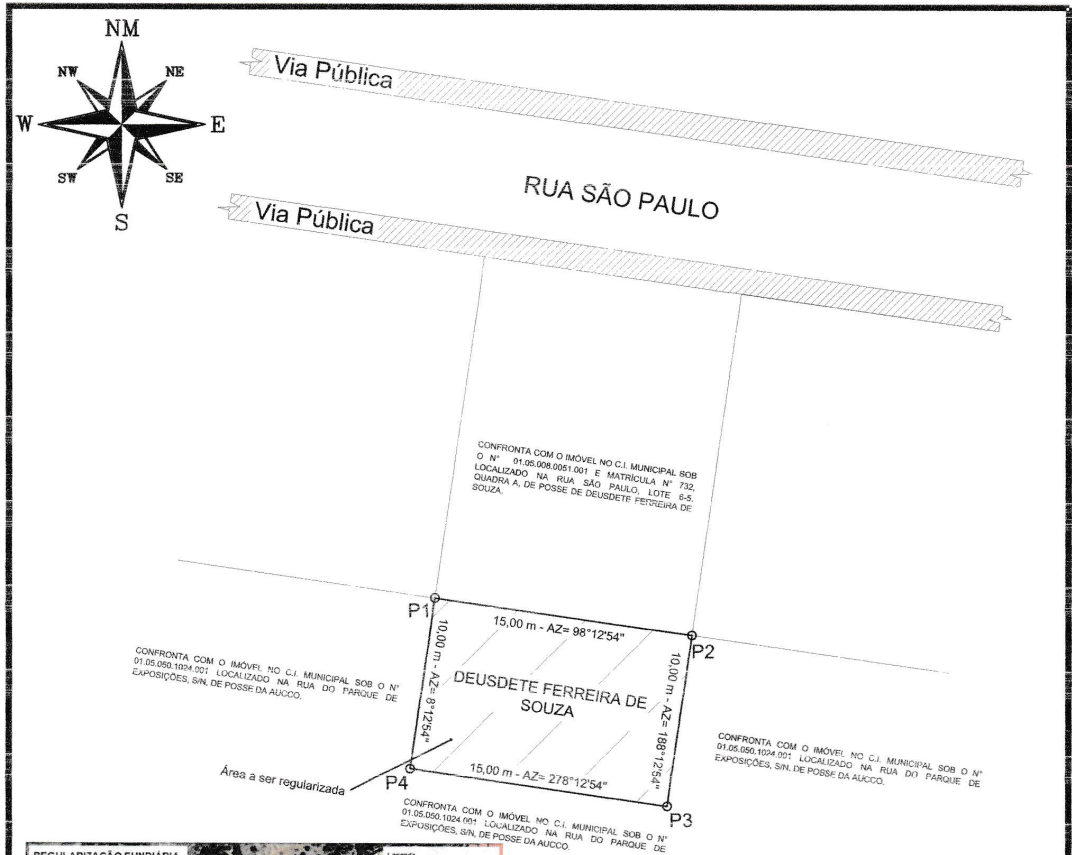 NM
NW
NE
W
E
SW
SE
S
Via Pública
RUA SÃO PAULO
Via Pública
CONFRONTA COM O IMÓVEL NO C.I. MUNICIPAL SOB
O N° 01.05.008.0051.001 E MATRÍCULA N° 732,
LOCALIZADO NA RUA SÃO PAULO, LOTE 6-5,
QUADRA A, DE POSSE DE DEUSDETE FERREIRA DE
SOUZA.
P1
15,00 m - AZ= 98°12'54"
P2
10,00 m - AZ= 8°12'54"
10,00 m - AZ= 188°12'54"
DEUSDETE FERREIRA DE
SOUZA
CONFRONTA COM O IMÓVEL NO C.I. MUNICIPAL SOB O N°
01.05.050.1024.001 LOCALIZADO NA RUA DO PARQUE DE
EXPOSIÇÕES, S/N, DE POSSE DA AUCCO.
CONFRONTA COM O IMÓVEL NO C.I. MUNICIPAL SOB O N°
01.05.050.1024.001 LOCALIZADO NA RUA DO PARQUE DE
EXPOSIÇÕES, S/N, DE POSSE DA AUCCO.
Área a ser regularizada
P4
15,00 m - AZ= 278°12'54"
P3
CONFRONTA COM O IMÓVEL NO C.I. MUNICIPAL SOB O N°
01.05.050.1024.001 LOCALIZADO NA RUA DO PARQUE DE
EXPOSIÇÕES, S/N, DE POSSE DA AUCCO.
REGULARIZAÇÃO FUNDIÁRIA
Legenda